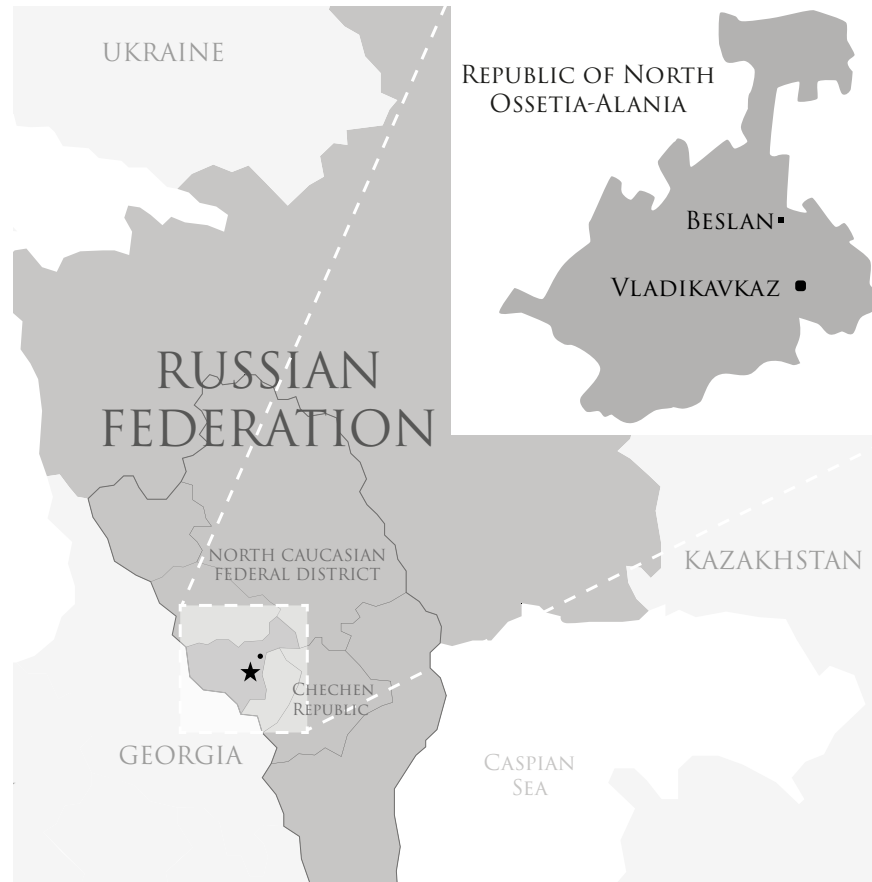 UKRAINE
REPUBLIC OF NORTH
OSSETIA-ALANIA
BESLAN
VLADIKAVKAZ
RUSSIAN
FEDERATION
NORTH CAUCASIAN
FEDERAL DISTRICT
KAZAKHSTAN
CHECHEN
REPUBLIC
GEORGIA
CASPIAN
SEA